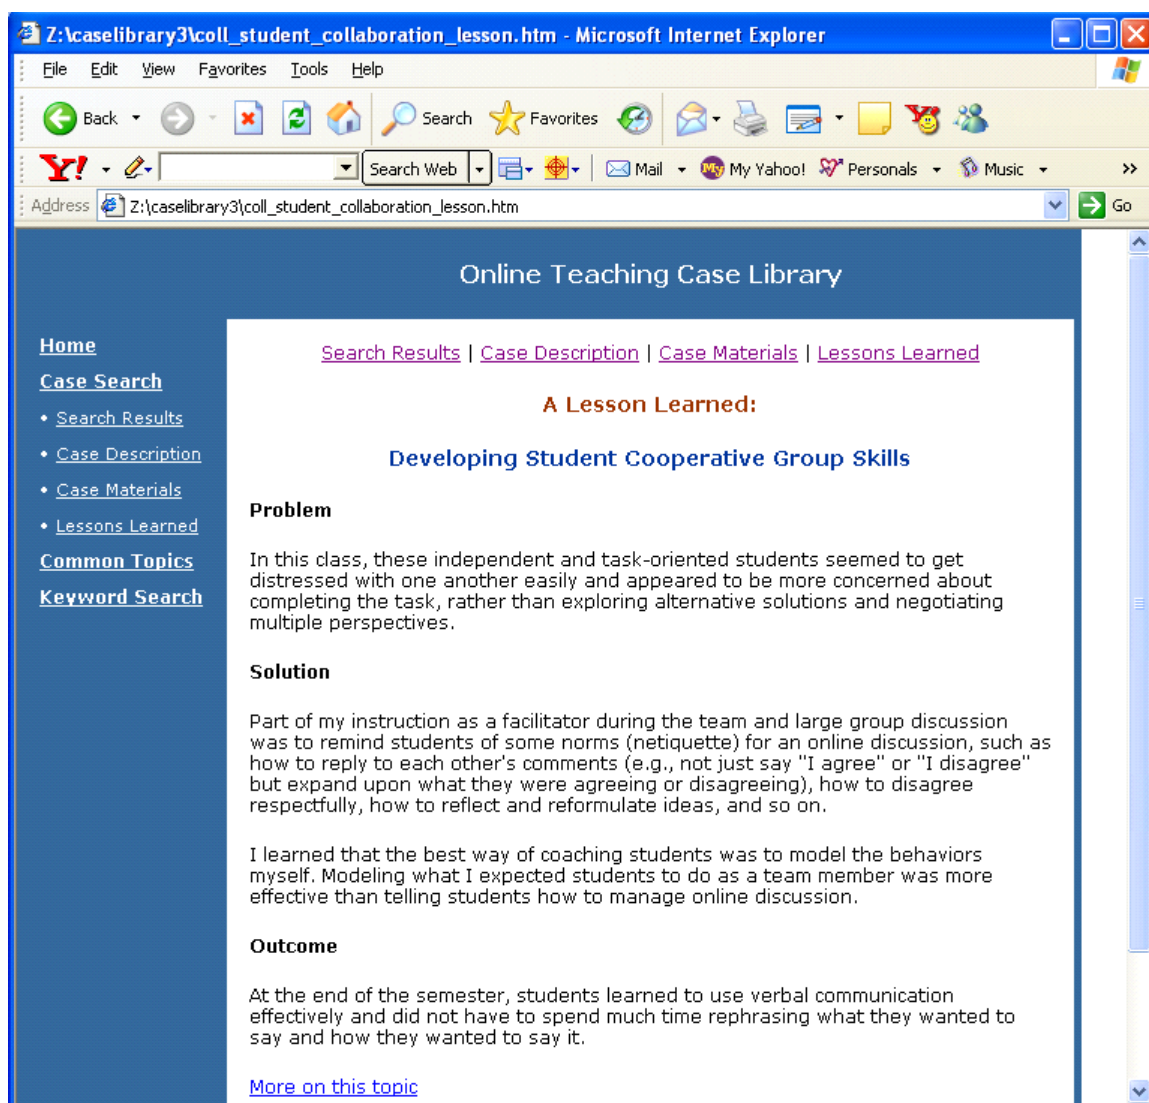 Z:\caselibrary3\coll_student_collaboration_lesson.htm - Microsoft Internet Explorer
File Edit View Favorites Tools Help
Back Search Favorites
Y! Search Web Mail My My Yahoo! Personals Music »
Address Z:\caselibrary3\coll_student_collaboration_lesson.htm Go
Online Teaching Case Library
Home
Case Search
• Search Results
• Case Description
• Case Materials
• Lessons Learned
Common Topics
Keyword Search
Search Results | Case Description | Case Materials | Lessons Learned
A Lesson Learned:
Developing Student Cooperative Group Skills
Problem
In this class, these independent and task-oriented students seemed to get
distressed with one another easily and appeared to be more concerned about
completing the task, rather than exploring alternative solutions and negotiating
multiple perspectives.
Solution
Part of my instruction as a facilitator during the team and large group discussion
was to remind students of some norms (netiquette) for an online discussion, such as
how to reply to each other's comments (e.g., not just say "I agree" or "I disagree"
but expand upon what they were agreeing or disagreeing), how to disagree
respectfully, how to reflect and reformulate ideas, and so on.
I learned that the best way of coaching students was to model the behaviors
myself. Modeling what I expected students to do as a team member was more
effective than telling students how to manage online discussion.
Outcome
At the end of the semester, students learned to use verbal communication
effectively and did not have to spend much time rephrasing what they wanted to
say and how they wanted to say it.
More on this topic